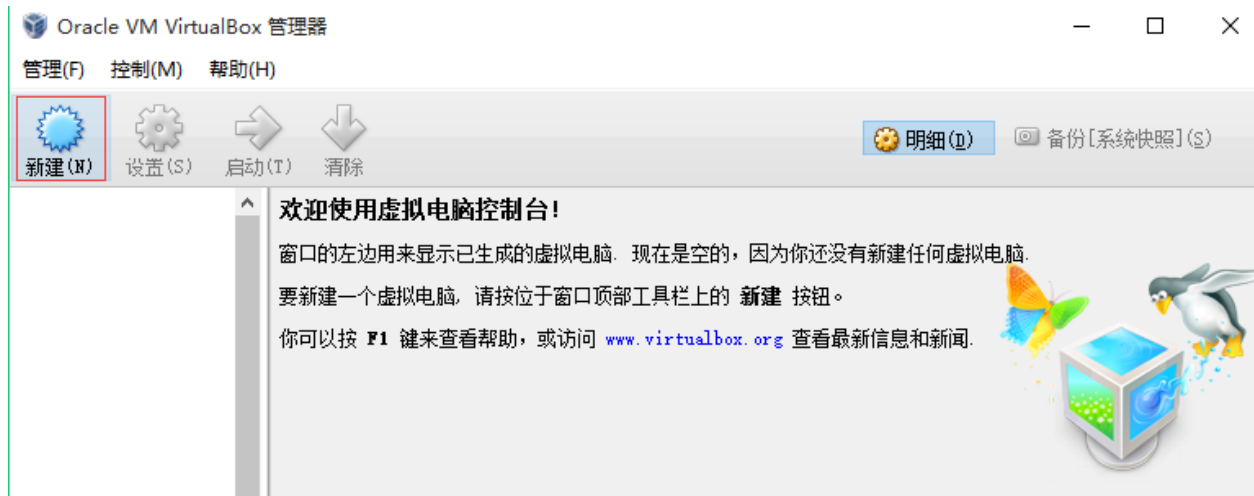 Oracle VM VirtualBox 管理器
管理(F) 控制(M) 帮助(H)
新建(N) 设置(S) 启动(T) 清除 明细(D) 备份[系统快照](S)
欢迎使用虚拟电脑控制台!
窗口的左边用来显示已生成的虚拟电脑. 现在是空的,因为你还没有新建任何虚拟电脑.
要新建一个虚拟电脑, 请按位于窗口顶部工具栏上的 新建 按钮。
你可以按 F1 键来查看帮助,或访问 www.virtualbox.org 查看最新信息和新闻.